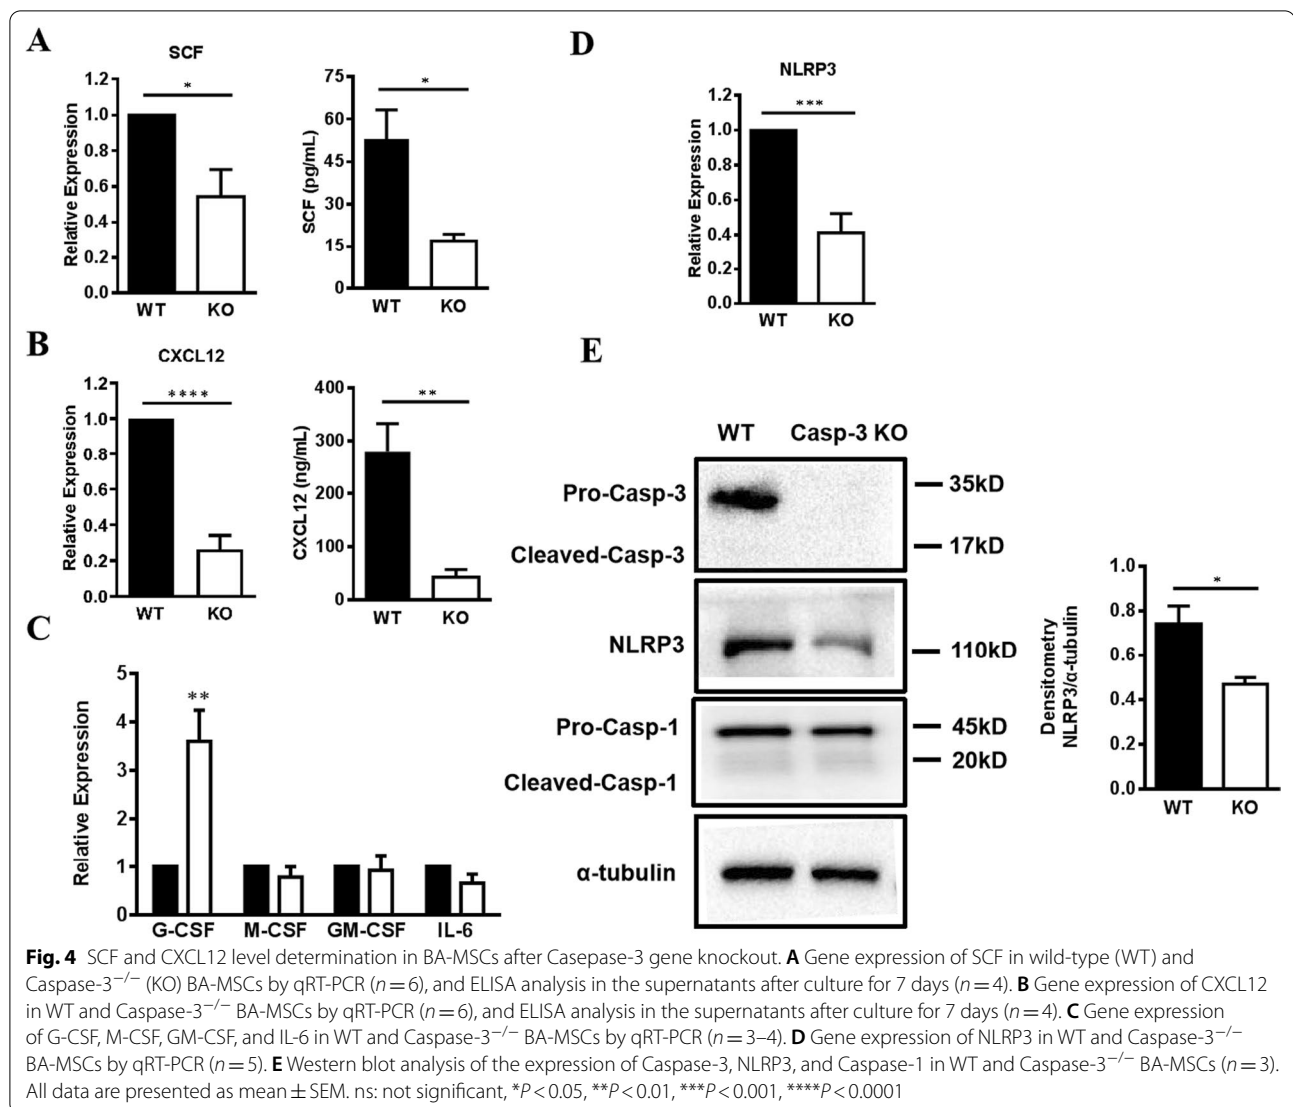 A
SCF
Relative Expression
1.2
1.0
0.8
0.6
0.4
0.2
0.0
*
WT KO
SCF (pg/mL)
75
60
45
30
15
0
*
WT KO
B
CXCL12
Relative Expression
1.2
1.0
0.8
0.6
0.4
0.2
0.0
****
WT KO
CXCL12 (ng/mL)
400
300
200
100
0
**
WT KO
C
Relative Expression
5
4
3
2
1
0
**
G-CSF M-CSF GM-CSF IL-6
D
NLRP3
Relative Expression
1.2
1.0
0.8
0.6
0.4
0.2
0.0
***
WT KO
E
WT Casp-3 KO
Pro-Casp-3
35kD
Cleaved-Casp-3
17kD
NLRP3
110kD
Pro-Casp-1
45kD
20kD
Cleaved-Casp-1
α-tubulin
Densitometry
NLRP3/α-tubulin
1.0
0.8
0.6
0.4
0.2
0.0
*
WT KO
Fig. 4 SCF and CXCL12 level determination in BA-MSCs after Casepase-3 gene knockout. A Gene expression of SCF in wild-type (WT) and
Caspase-3⁻/⁻ (KO) BA-MSCs by qRT-PCR (n = 6), and ELISA analysis in the supernatants after culture for 7 days (n = 4). B Gene expression of CXCL12
in WT and Caspase-3⁻/⁻ BA-MSCs by qRT-PCR (n = 6), and ELISA analysis in the supernatants after culture for 7 days (n = 4). C Gene expression
of G-CSF, M-CSF, GM-CSF, and IL-6 in WT and Caspase-3⁻/⁻ BA-MSCs by qRT-PCR (n = 3–4). D Gene expression of NLRP3 in WT and Caspase-3⁻/⁻
BA-MSCs by qRT-PCR (n = 5). E Western blot analysis of the expression of Caspase-3, NLRP3, and Caspase-1 in WT and Caspase-3⁻/⁻ BA-MSCs (n = 3).
All data are presented as mean ± SEM. ns: not significant, *P < 0.05, **P < 0.01, ***P < 0.001, ****P < 0.0001